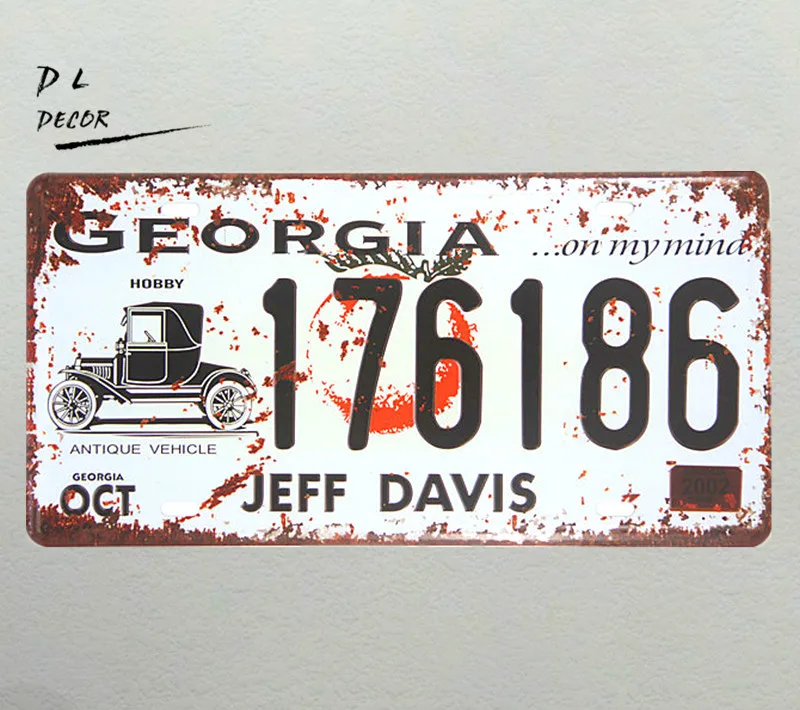 D L
DECOR
GEORGIA ...on my mind
HOBBY
176186
ANTIQUE VEHICLE
GEORGIA
OCT
JEFF DAVIS
2002